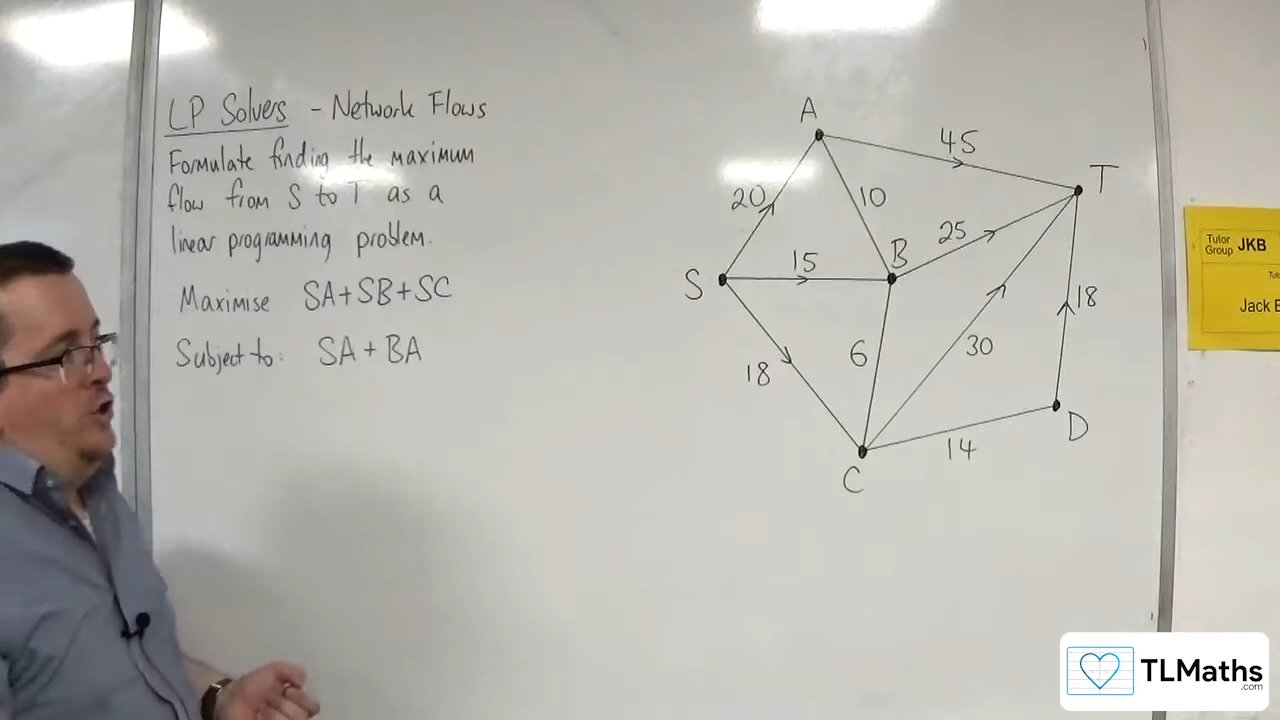 LP Solvers - Network Flows
Formulate finding the maximum
flow from S to T as a
linear programming problem.
Maximise SA+SB+SC
Subject to: SA + BA
A
45
T
20
10
25
B
15
S
18
6
30
18
14
D
C
Tutor
Group JKB
Jack
TLMaths
.com